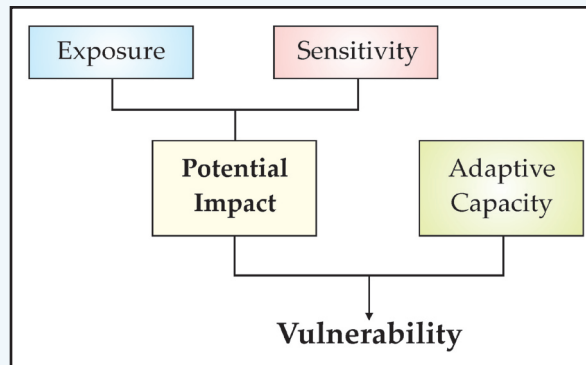 Exposure
Sensitivity
Potential
Impact
Adaptive
Capacity
Vulnerability